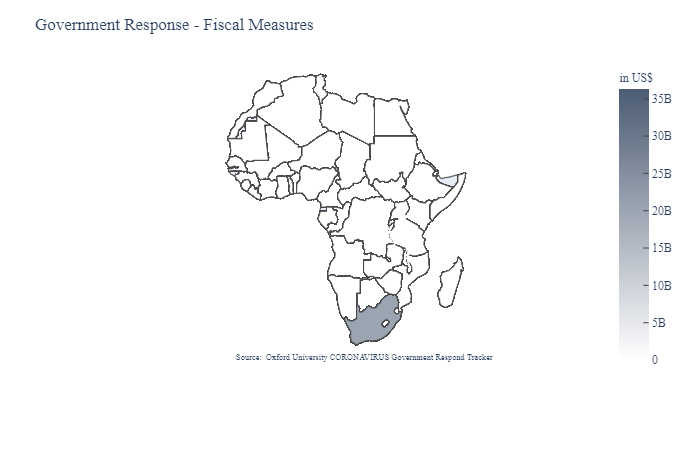 Government Response - Fiscal Measures
in US$
35B
30B
25B
20B
15B
10B
5B
0
Source: Oxford University CORONAVIRUS Government Respond Tracker